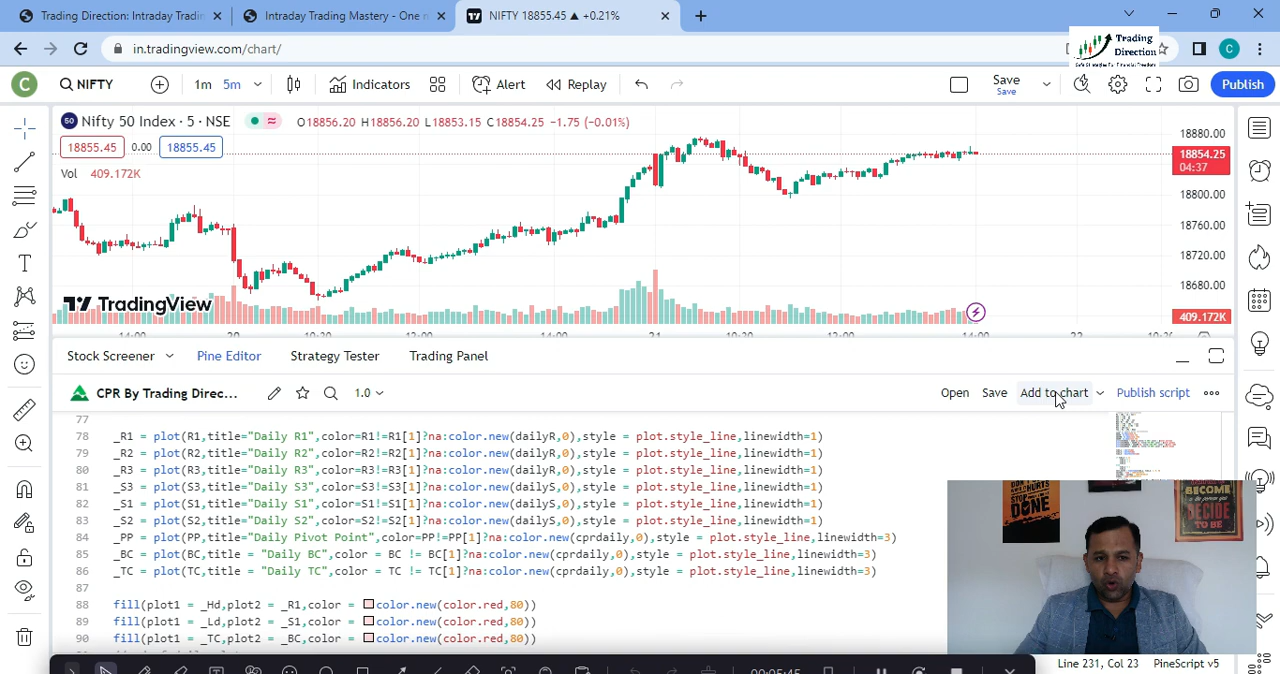 Trading Directions Intraday Tra
Intraday Trading Mastery - One n
NIFTY 18855.45 ▲ +0.21%
in.tradingview.com/chart/
Trading
Direction
C
C
NIFTY
1m
5m
Indicators
Alert
Replay
Save
Save
Publish
50
Nifty 50 Index · 5 · NSE
O18856.20 H18856.20 L18853.15 C18854.25 −1.75 (−0.01%)
18855.45
0.00
18855.45
Vol 409.172K
18880.00
18854.25
04:37
18800.00
18760.00
18720.00
18680.00
409.172K
TradingView
14:00
Stock Screener
Pine Editor
Strategy Tester
Trading Panel
CPR By Trading Direc...
1.0
Open
Save
Add to chart
Publish script
77
78 _R1 = plot(R1,title="Daily R1",color=R1!=R1[1]?na:color.new(dailyR,0),style = plot.style_line,linewidth=1)
79 _R2 = plot(R2,title="Daily R2",color=R2!=R2[1]?na:color.new(dailyR,0),style = plot.style_line,linewidth=1)
80 _R3 = plot(R3,title="Daily R3",color=R3!=R3[1]?na:color.new(dailyR,0),style = plot.style_line,linewidth=1)
81 _S3 = plot(S3,title="Daily S3",color=S3!=S3[1]?na:color.new(dailyS,0),style = plot.style_line,linewidth=1)
82 _S1 = plot(S1,title="Daily S1",color=S1!=S1[1]?na:color.new(dailyS,0),style = plot.style_line,linewidth=1)
83 _S2 = plot(S2,title="Daily S2",color=S2!=S2[1]?na:color.new(dailyS,0),style = plot.style_line,linewidth=1)
84 _PP = plot(PP,title="Daily Pivot Point",color=PP!=PP[1]?na:color.new(cprdaily,0),style = plot.style_line,linewidth=3)
85 _BC = plot(BC,title = "Daily BC",color = BC != BC[1]?na:color.new(cprdaily,0),style = plot.style_line,linewidth=3)
86 _TC = plot(TC,title = "Daily TC",color = TC != TC[1]?na:color.new(cprdaily,0),style = plot.style_line,linewidth=3)
87
88 fill(plot1 = _Hd,plot2 = _R1,color = color.new(color.red,80))
89 fill(plot1 = _Ld,plot2 = _S1,color = color.new(color.red,80))
90 fill(plot1 = _TC,plot2 = _BC,color = color.new(color.red,80))
HURTS
STOP
DONE
BECOME
DECIDE
TO BE
Line 231, Col 23
PineScript v5